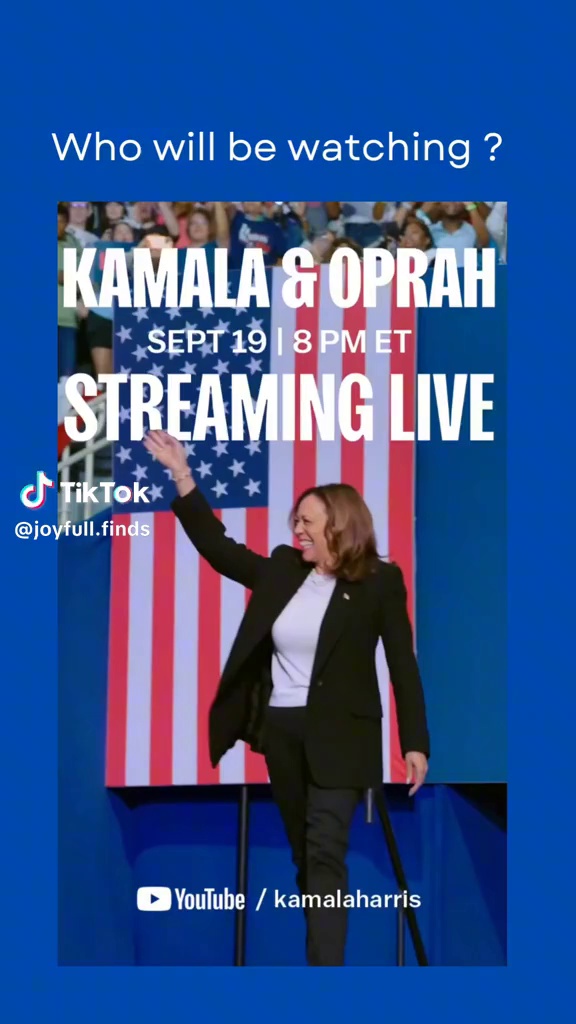 Who will be watching ?
KAMALA & OPRAH
SEPT 19 | 8 PM ET
STREAMING LIVE
TikTok
@joyfull.finds
YouTube / kamalaharris